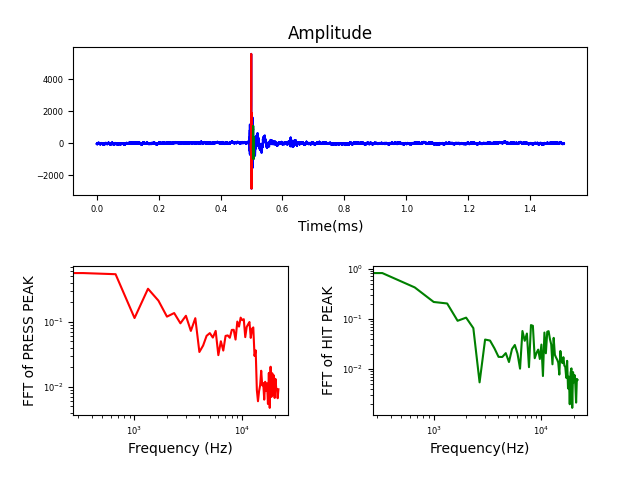 Amplitude
4000
2000
0
−2000
0.0 0.2 0.4 0.6 0.8 1.0 1.2 1.4
Time(ms)
FFT of PRESS PEAK
10⁻¹
10⁻²
10³ 10⁴
Frequency (Hz)
FFT of HIT PEAK
10⁰
10⁻¹
10⁻²
10³ 10⁴
Frequency(Hz)